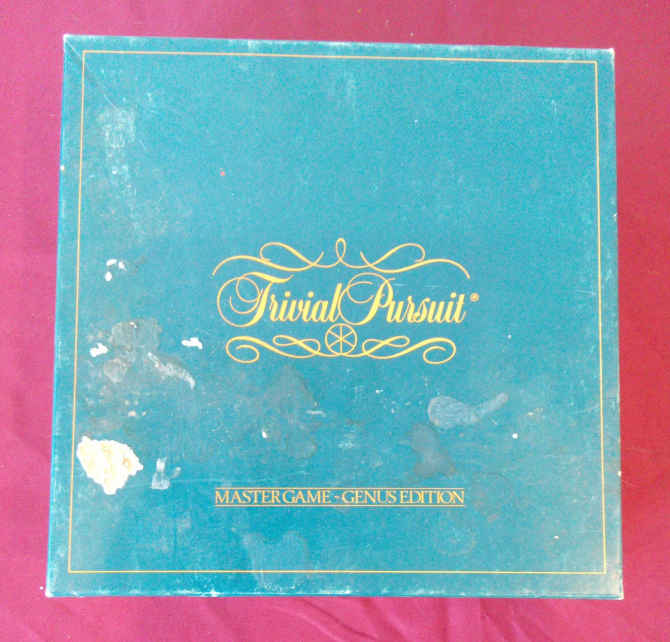 Trivial Pursuit®
MASTER GAME - GENUS EDITION